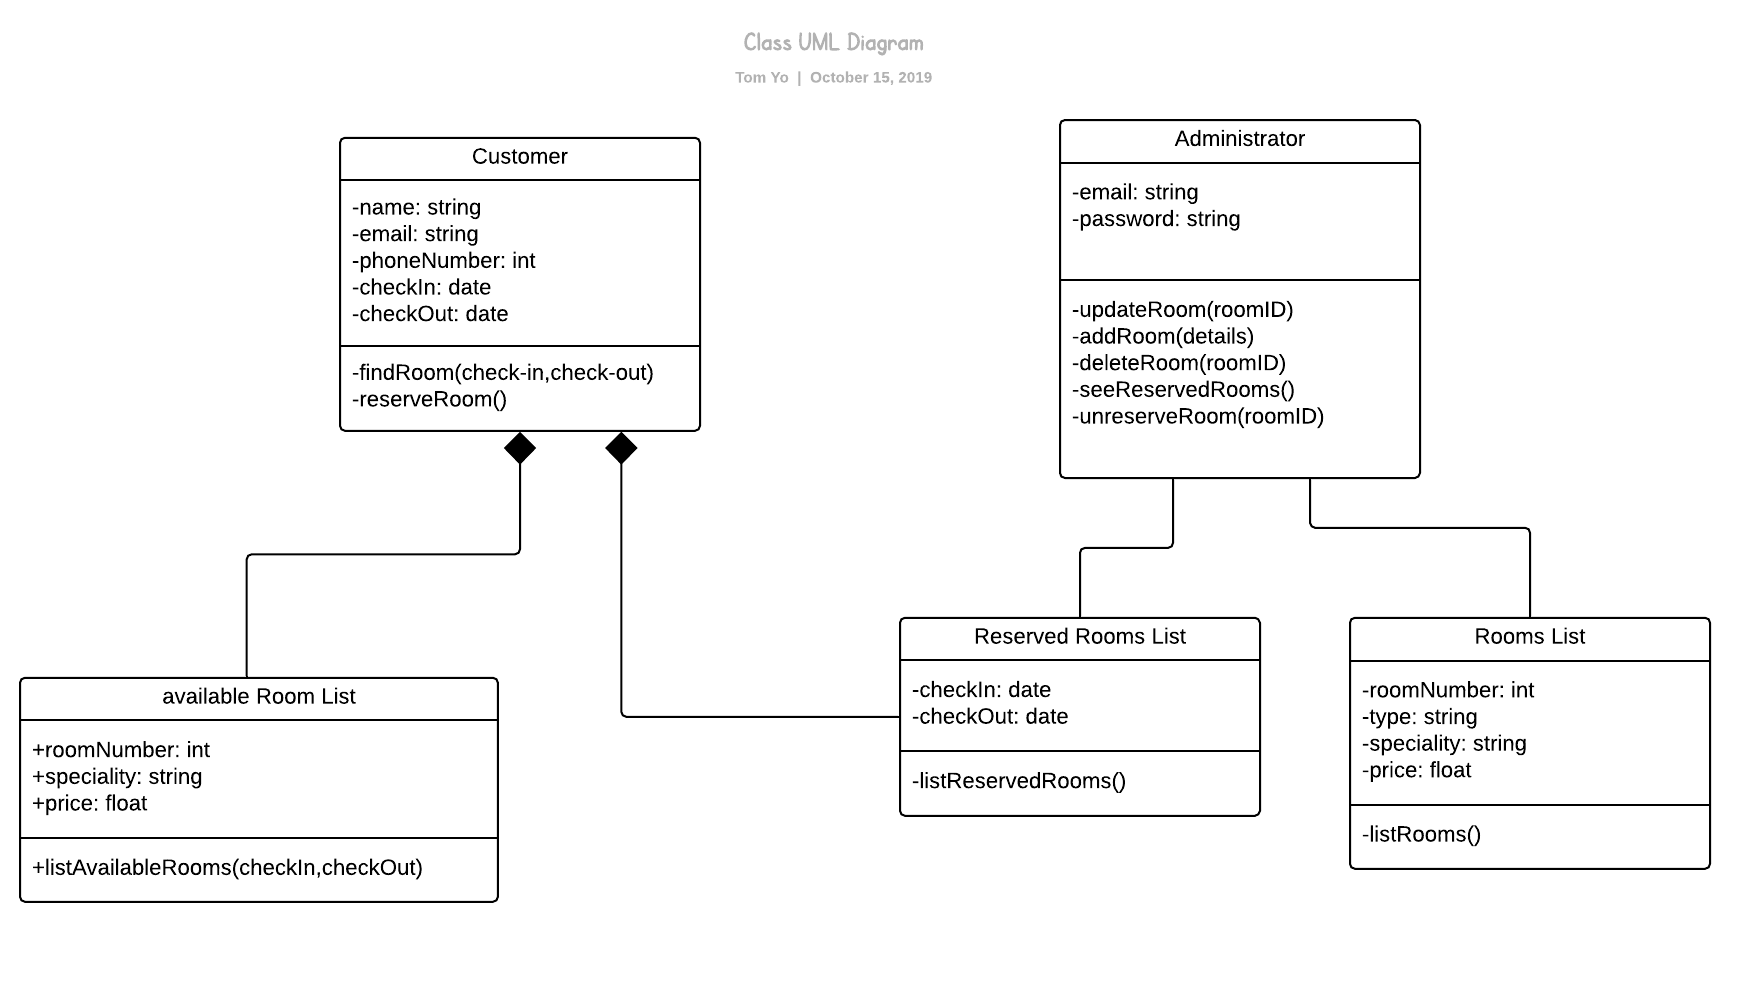 Class UML Diagram
Tom Yo | October 15, 2019
Customer
-name: string
-email: string
-phoneNumber: int
-checkIn: date
-checkOut: date
-findRoom(check-in,check-out)
-reserveRoom()
Administrator
-email: string
-password: string
-updateRoom(roomID)
-addRoom(details)
-deleteRoom(roomID)
-seeReservedRooms()
-unreserveRoom(roomID)
available Room List
+roomNumber: int
+speciality: string
+price: float
+listAvailableRooms(checkIn,checkOut)
Reserved Rooms List
-checkIn: date
-checkOut: date
-listReservedRooms()
Rooms List
-roomNumber: int
-type: string
-speciality: string
-price: float
-listRooms()